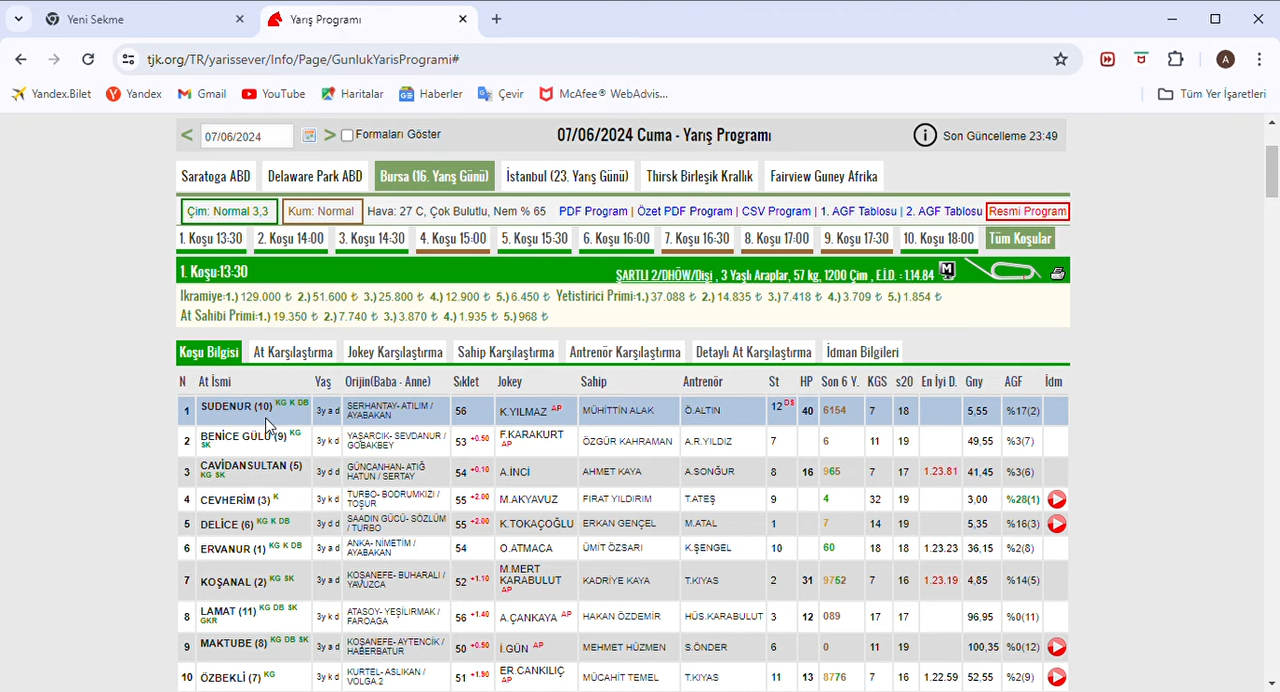 Yeni Sekme
Yarış Programı
tjk.org/TR/yarissever/Info/Page/GunlukYarisProgrami#
A
Yandex.Bilet Yandex Gmail YouTube Haritalar Haberler Çevir McAfee® WebAdvis... Tüm Yer İşaretleri
< 07/06/2024 > Formaları Göster 07/06/2024 Cuma - Yarış Programı Son Güncelleme 23:49
Saratoga ABD Delaware Park ABD Bursa (16. Yarış Günü) İstanbul (23. Yarış Günü) Thirsk Birleşik Krallık Fairview Guney Afrika
Çim: Normal 3,3 Kum: Normal Hava: 27 C, Çok Bulutlu, Nem % 65 PDF Program | Özet PDF Program | CSV Program | 1. AGF Tablosu | 2. AGF Tablosu Resmi Program
1. Koşu 13:30 2. Koşu 14:00 3. Koşu 14:30 4. Koşu 15:00 5. Koşu 15:30 6. Koşu 16:00 7. Koşu 16:30 8. Koşu 17:00 9. Koşu 17:30 10. Koşu 18:00 Tüm Koşular
1. Koşu:13:30 ŞARTLI 2/DHÖW/Dişi , 3 Yaşlı Araplar, 57 kg, 1200 Çim , E.İ.D. : 1.14.84 M
Ikramiye:1.) 129.000 ₺ 2.) 51.600 ₺ 3.) 25.800 ₺ 4.) 12.900 ₺ 5.) 6.450 ₺ Yetistirici Primi:1.) 37.088 ₺ 2.) 14.835 ₺ 3.) 7.418 ₺ 4.) 3.709 ₺ 5.) 1.854 ₺
At Sahibi Primi:1.) 19.350 ₺ 2.) 7.740 ₺ 3.) 3.870 ₺ 4.) 1.935 ₺ 5.) 968 ₺
Koşu Bilgisi At Karşılaştırma Jokey Karşılaştırma Sahip Karşılaştırma Antrenör Karşılaştırma Detaylı At Karşılaştırma İdman Bilgileri
N At İsmi Yaş Orijin(Baba - Anne) Sıklet Jokey Sahip Antrenör St HP Son 6 Y. KGS s20 En İyi D. Gny AGF İdm
1 SUDENUR (10) KG K DB 3y a d SERHANTAY- ATILIM / AYABAKAN 56 K.YILMAZ AP MÜHİTTİN ALAK Ö.ALTIN 12 DS 40 6154 7 18 5,55 %17(2)
2 BENİCE GÜLÜ (9) KG SK 3y k d YAŞARCIK- SEVDANUR / GÖBAKBEY 53 +0.50 F.KARAKURT AP ÖZGÜR KAHRAMAN A.R.YILDIZ 7 6 11 19 49,55 %3(7)
3 CAVİDANSULTAN (5) KG SK 3y d d GÜNCANHAN- ATIĞ HATUN / SERTAY 54 +0.10 A.İNCİ AHMET KAYA A.SONĞUR 8 16 965 7 17 1.23.81 41,45 %3(6)
4 CEVHERİM (3) K 3y k d TURBO- BODRUMKIZI / TOŞUR 55 +2.00 M.AKYAVUZ FIRAT YILDIRIM T.ATEŞ 9 4 32 19 3,00 %28(1)
5 DELİCE (6) KG K DB 3y d d SAADIN GÜCÜ- SÖZLÜM / TURBO 55 +2.00 K.TOKAÇOĞLU ERKAN GENÇEL M.ATAL 1 7 14 19 5,35 %16(3)
6 ERVANUR (1) KG K DB 3y a d ANKA- NİMETİM / AYABAKAN 54 O.ATMACA ÜMİT ÖZSARI K.ŞENGEL 10 60 18 18 1.23.23 36,15 %2(8)
7 KOŞANAL (2) KG SK 3y a d KOŞANEFE- BUHARALI / YAVUZCA 52 +1.10 M.MERT KARABULUT AP KADRİYE KAYA T.KIYAS 2 31 9752 7 16 1.23.19 4,85 %14(5)
8 LAMAT (11) KG DB SK GKR 3y k d ATASOY- YEŞİLIRMAK / FAROAGA 56 +1.40 A.ÇANKAYA AP HAKAN ÖZDEMİR HÜS.KARABULUT 3 12 089 17 17 96,95 %0(11)
9 MAKTUBE (8) KG DB SK 3y a d KOŞANEFE- AYTENCİK / HABERBATUR 50 +0.50 İ.GÜN AP MEHMET HÜZMEN S.ÖNDER 6 0 11 19 100,35 %0(12)
10 ÖZBEKLİ (7) KG 3y k d KURTEL- ASLIKAN / VOLGA 2 51 +1.50 ER.CANKILIÇ AP MÜCAHİT TEMEL T.KIYAS 11 13 8776 7 16 1.22.59 52,55 %2(9)